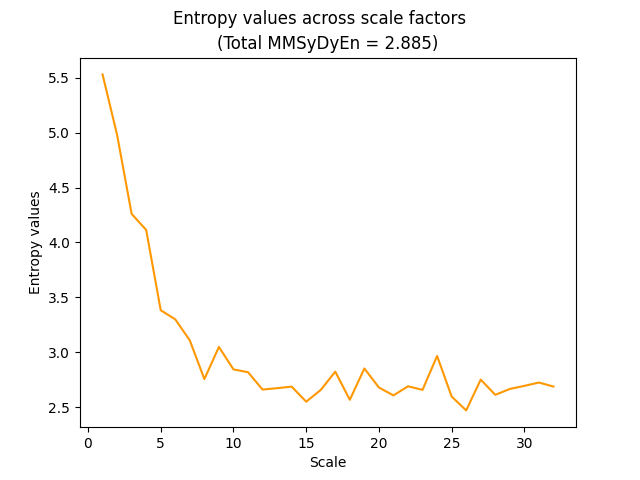 Entropy values across scale factors
(Total MMSyDyEn = 2.885)
5.5
5.0
4.5
4.0
3.5
3.0
2.5
Entropy values
0 5 10 15 20 25 30
Scale